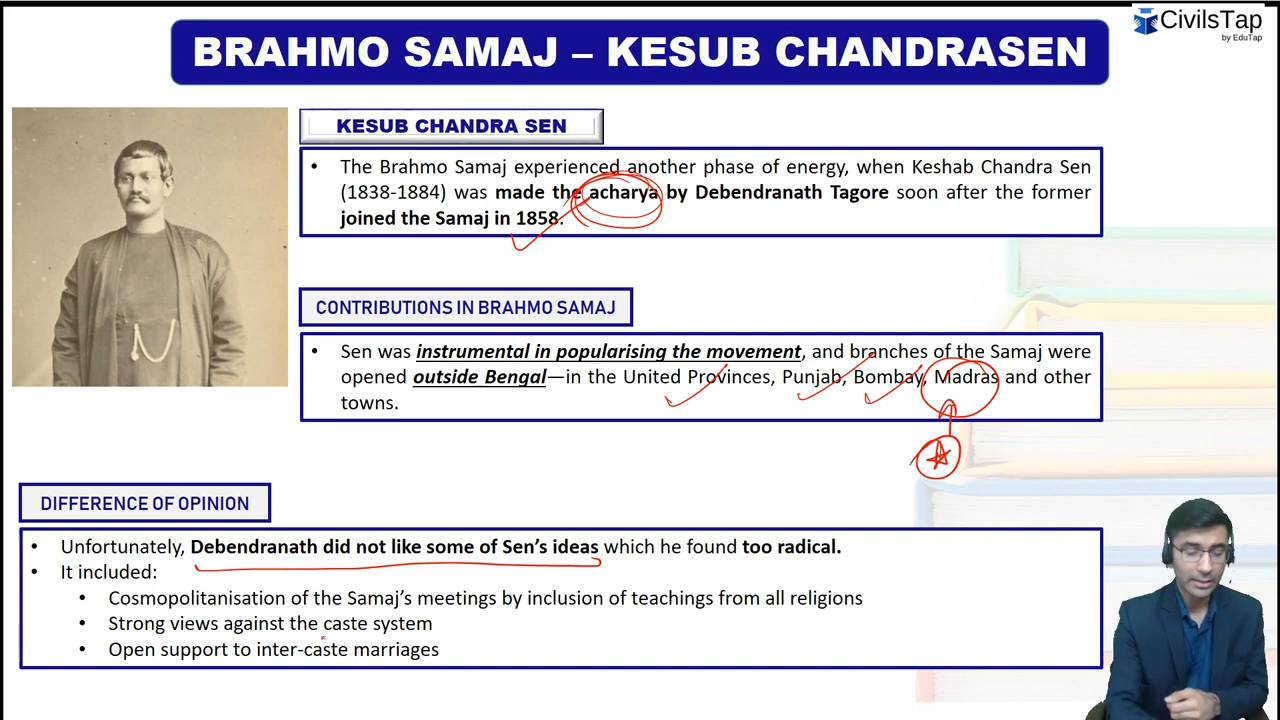 CivilsTap
by EduTap
BRAHMO SAMAJ – KESUB CHANDRASEN
KESUB CHANDRA SEN
• The Brahmo Samaj experienced another phase of energy, when Keshab Chandra Sen
(1838-1884) was made the acharya by Debendranath Tagore soon after the former
joined the Samaj in 1858.
CONTRIBUTIONS IN BRAHMO SAMAJ
• Sen was instrumental in popularising the movement, and branches of the Samaj were
opened outside Bengal—in the United Provinces, Punjab, Bombay, Madras and other
towns.
DIFFERENCE OF OPINION
• Unfortunately, Debendranath did not like some of Sen's ideas which he found too radical.
• It included:
• Cosmopolitanisation of the Samaj's meetings by inclusion of teachings from all religions
• Strong views against the caste system
• Open support to inter-caste marriages